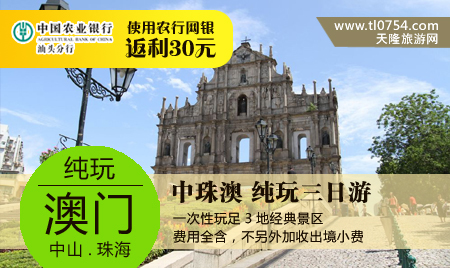 中国农业银行
AGRICULTURAL BANK OF CHINA
汕头分行
使用农行网银
返利30元
www.tl0754.com
天隆旅游网
纯玩
澳门
中山.珠海
中珠澳 纯玩三日游
一次性玩足 3 地经典景区
费用全含，不另外加收出境小费